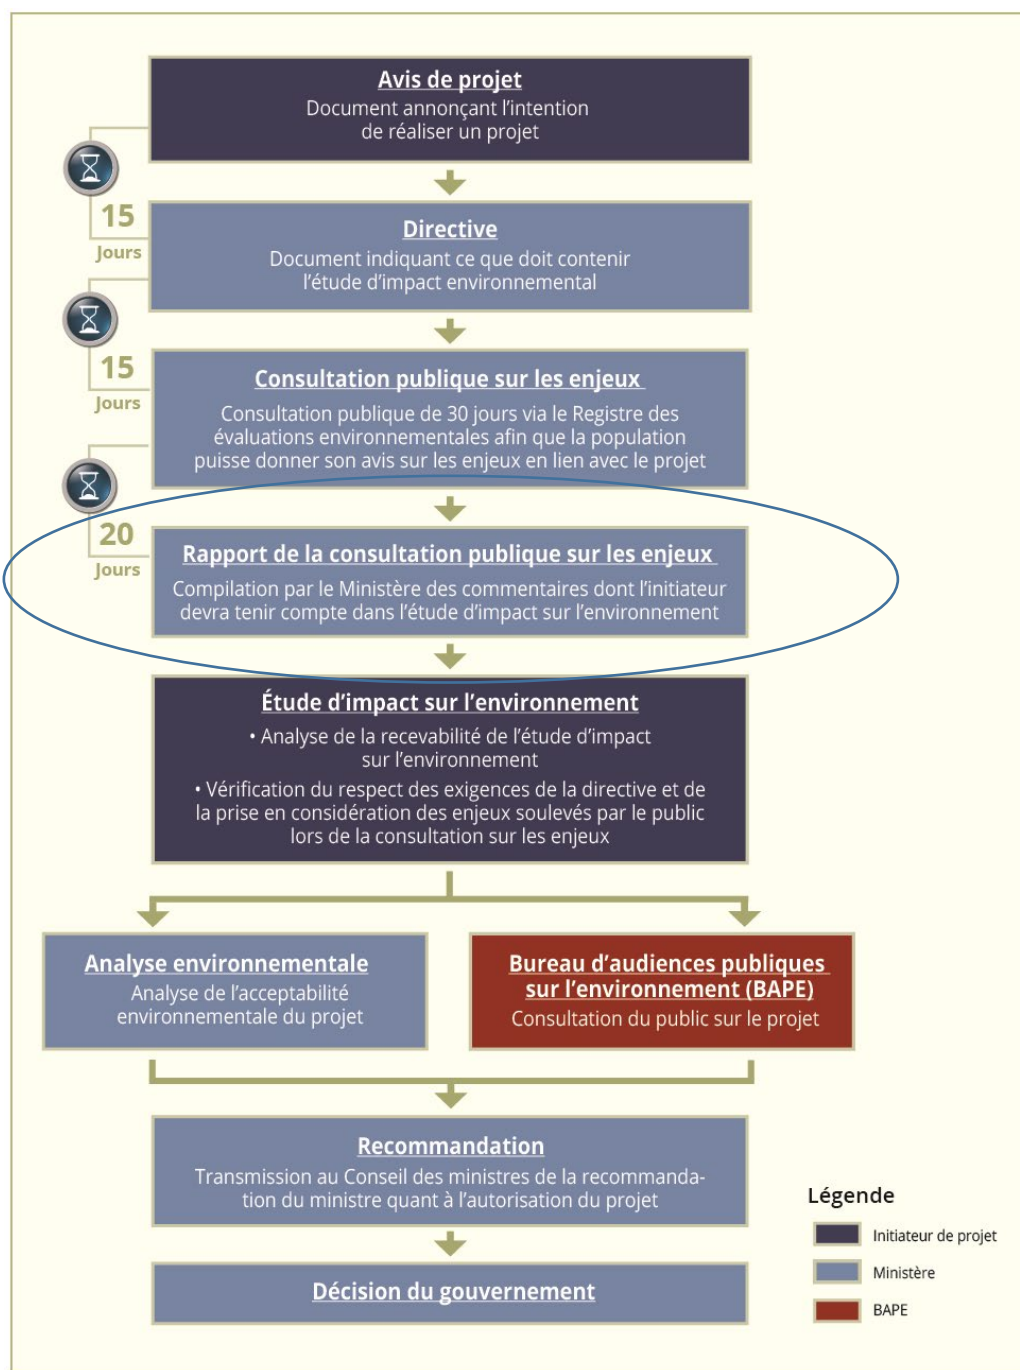 Avis de projet
Document annonçant l’intention
de réaliser un projet
15
Jours
Directive
Document indiquant ce que doit contenir
l’étude d’impact environnemental
15
Jours
Consultation publique sur les enjeux
Consultation publique de 30 jours via le Registre des
évaluations environnementales afin que la population
puisse donner son avis sur les enjeux en lien avec le projet
20
Jours
Rapport de la consultation publique sur les enjeux
Compilation par le Ministère des commentaires dont l’initiateur
devra tenir compte dans l’étude d’impact sur l’environnement
Étude d’impact sur l’environnement
• Analyse de la recevabilité de l’étude d’impact
sur l’environnement
• Vérification du respect des exigences de la directive et de
la prise en considération des enjeux soulevés par le public
lors de la consultation sur les enjeux
Analyse environnementale
Analyse de l’acceptabilité
environnementale du projet
Bureau d’audiences publiques
sur l’environnement (BAPE)
Consultation du public sur le projet
Recommandation
Transmission au Conseil des ministres de la recommanda-
tion du ministre quant à l’autorisation du projet
Décision du gouvernement
Légende
Initiateur de projet
Ministère
BAPE